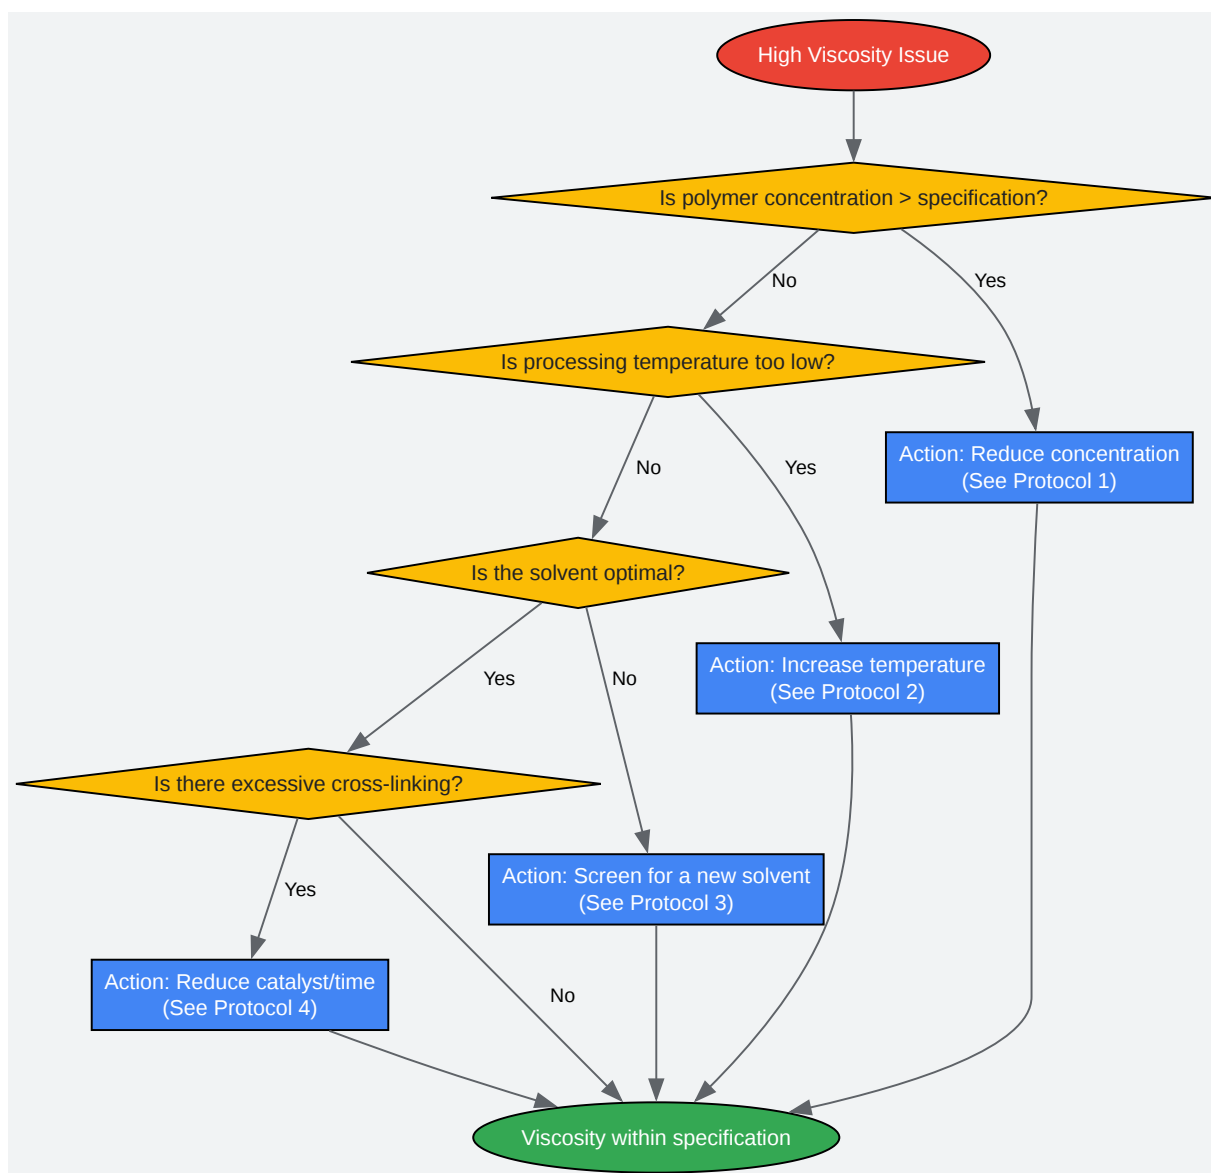 High Viscosity Issue
Is polymer concentration > specification?
No
Yes
Is processing temperature too low?
Action: Reduce concentration
(See Protocol 1)
No
Yes
Is the solvent optimal?
Action: Increase temperature
(See Protocol 2)
Yes
No
Is there excessive cross-linking?
Action: Screen for a new solvent
(See Protocol 3)
Yes
Action: Reduce catalyst/time
(See Protocol 4)
No
Viscosity within specification